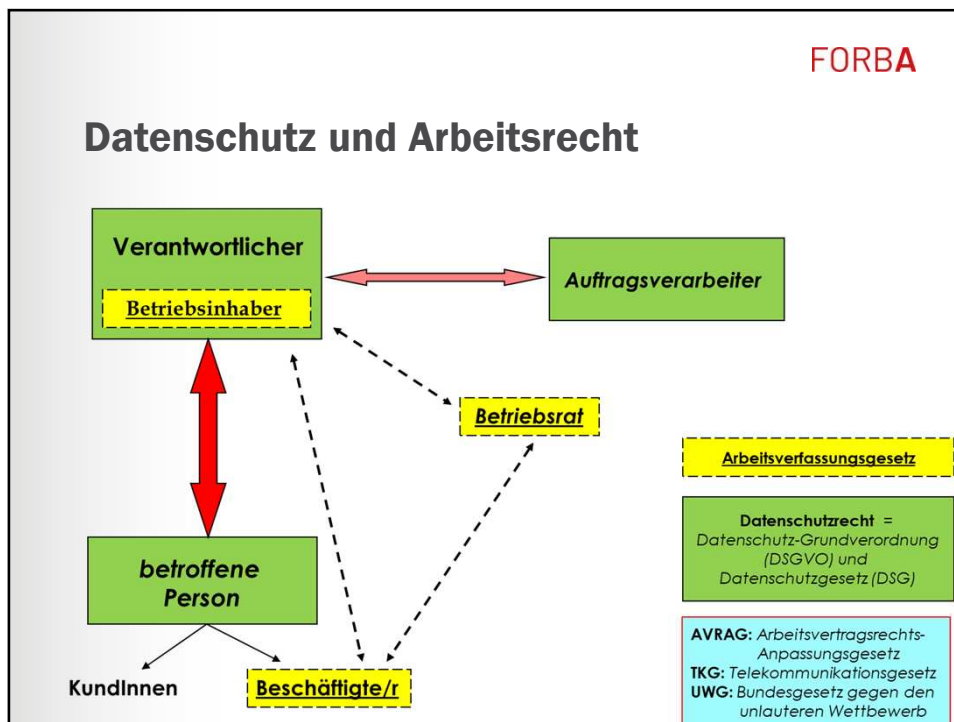 FORBA
Datenschutz und Arbeitsrecht
Verantwortlicher
Betriebsinhaber
Auftragsverarbeiter
Betriebsrat
betroffene
Person
KundInnen
Beschäftigte/r
Arbeitsverfassungsgesetz
Datenschutzrecht =
Datenschutz-Grundverordnung
(DSGVO) und
Datenschutzgesetz (DSG)
AVRAG: Arbeitsvertragsrechts-
Anpassungsgesetz
TKG: Telekommunikationsgesetz
UWG: Bundesgesetz gegen den
unlauteren Wettbewerb